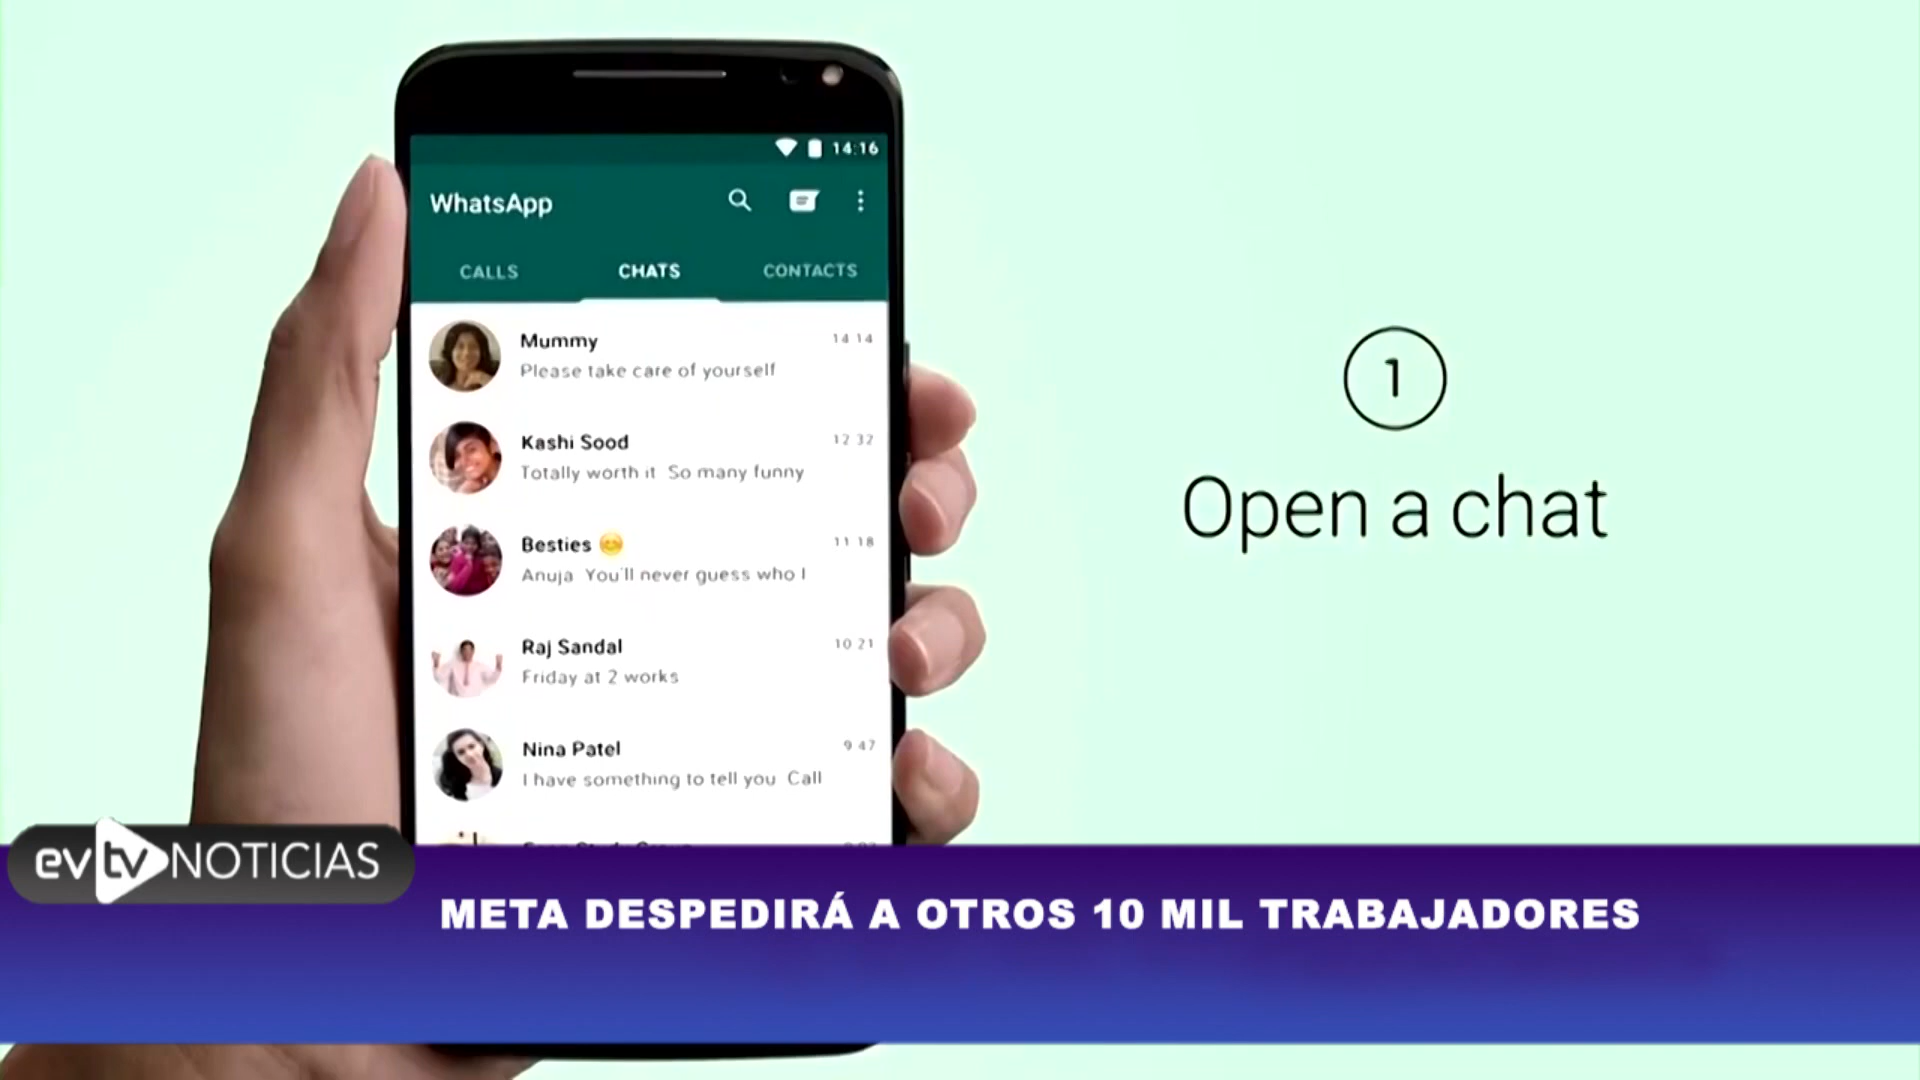 14:16
WhatsApp
CALLS CHATS CONTACTS
Mummy 14 14
Please take care of yourself
Kashi Sood 12 32
Totally worth it So many funny
Besties 😊 11 18
Anuja You'll never guess who I
Raj Sandal 10 21
Friday at 2 works
Nina Patel 9 47
I have something to tell you Call
1
Open a chat
evtv NOTICIAS
META DESPEDIRÁ A OTROS 10 MIL TRABAJADORES